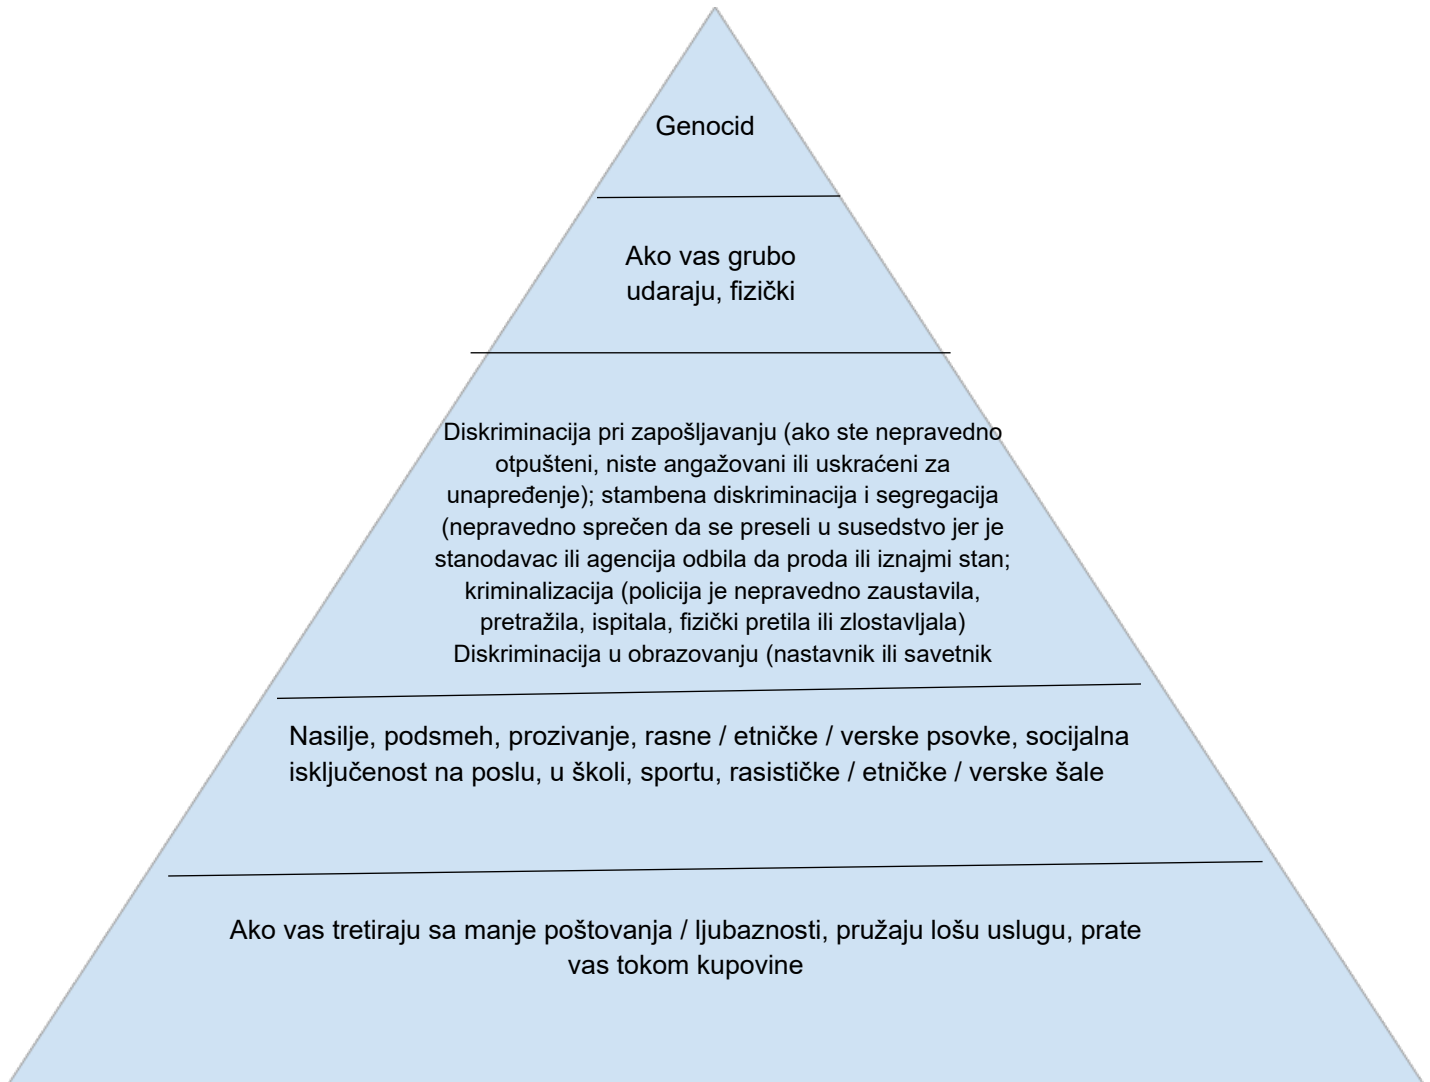 Genocid
Ako vas grubo
udaraju, fizički
Diskriminacija pri zapošljavanju (ako ste nepravedno
otpušteni, niste angažovani ili uskraćeni za
unapređenje); stambena diskriminacija i segregacija
(nepravedno sprečen da se preseli u susedstvo jer je
stanodavac ili agencija odbila da proda ili iznajmi stan;
kriminalizacija (policija je nepravedno zaustavila,
pretražila, ispitala, fizički pretila ili zlostavljala)
Diskriminacija u obrazovanju (nastavnik ili savetnik
Nasilje, podsmeh, prozivanje, rasne / etničke / verske psovke, socijalna
isključenost na poslu, u školi, sportu, rasističke / etničke / verske šale
Ako vas tretiraju sa manje poštovanja / ljubaznosti, pružaju lošu uslugu, prate
vas tokom kupovine